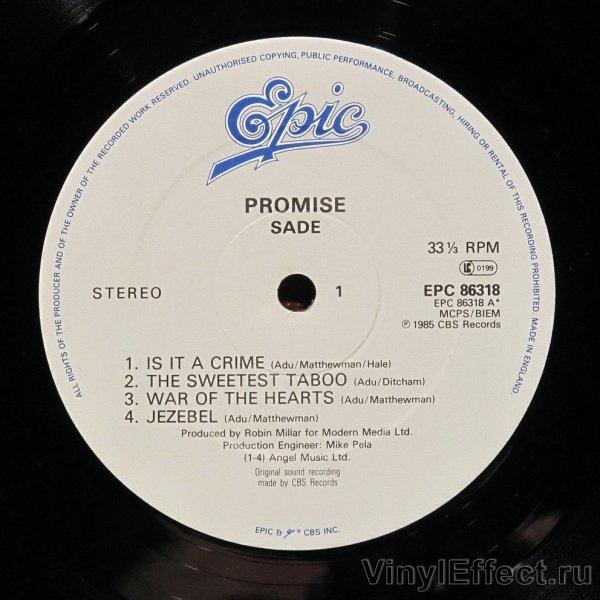 ALL RIGHTS OF THE PRODUCER AND OF THE OWNER OF THE RECORDED WORK RESERVED. UNAUTHORISED COPYING, PUBLIC PERFORMANCE, BROADCASTING, HIRING OR RENTAL OF THIS RECORDING PROHIBITED. MADE IN ENGLAND.
Epic
PROMISE
SADE
33 ⅓ RPM
LC 0199
STEREO
1
EPC 86318
EPC 86318 A*
MCPS/BIEM
℗ 1985 CBS Records
1. IS IT A CRIME (Adu/Matthewman/Hale)
2. THE SWEETEST TABOO (Adu/Ditcham)
3. WAR OF THE HEARTS (Adu/Matthewman)
4. JEZEBEL (Adu/Matthewman)
Produced by Robin Millar for Modern Media Ltd.
Production Engineer: Mike Pela
(1-4) Angel Music Ltd.
Original sound recording
made by CBS Records
EPIC & ® CBS INC.
VinylEffect.ru